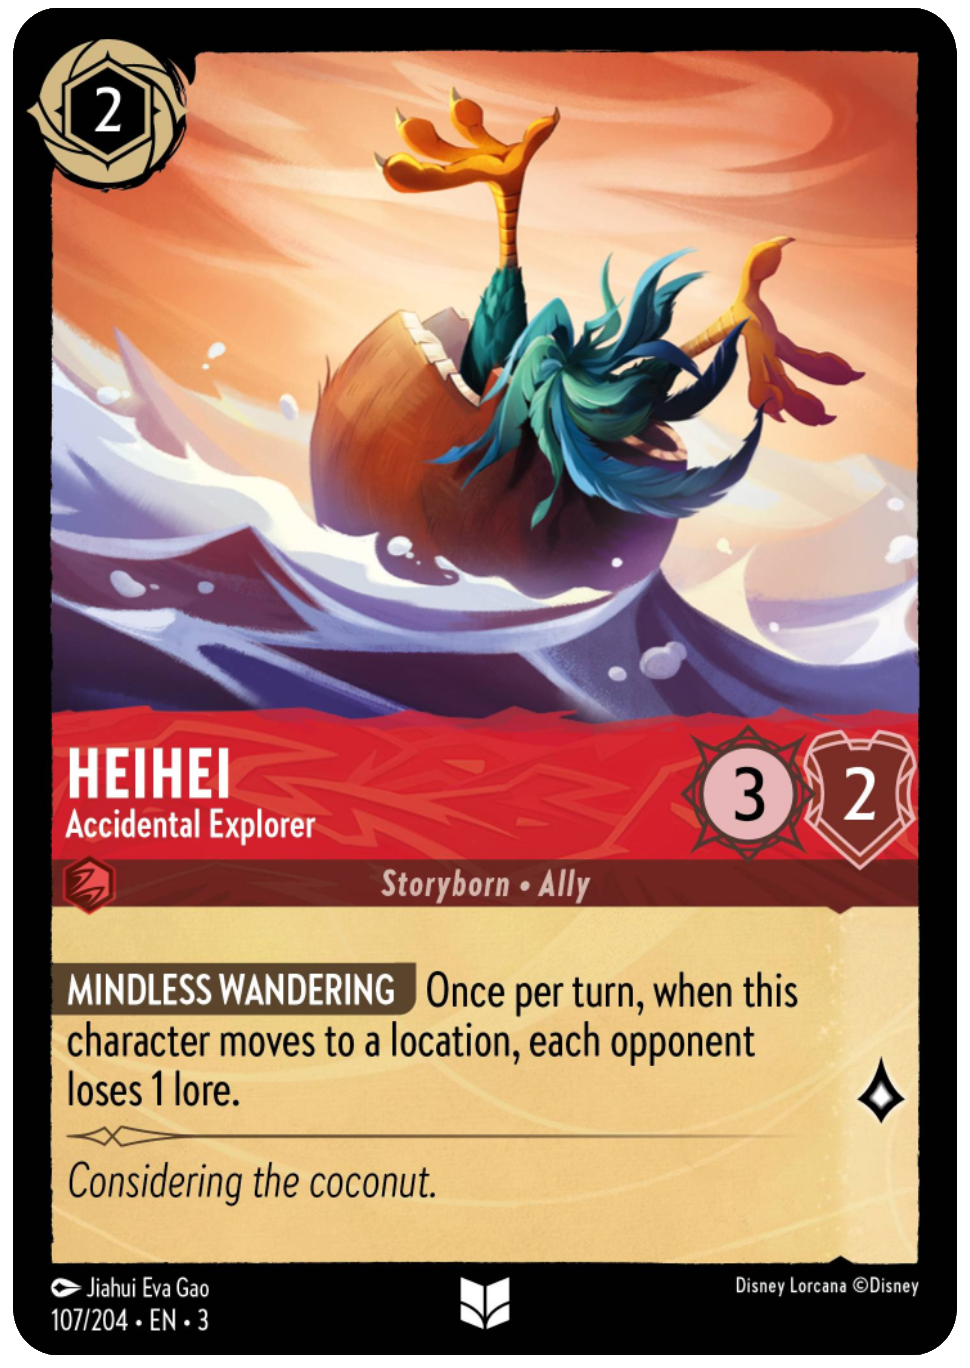 2
HEIHEI
Accidental Explorer
3
2
Storyborn • Ally
MINDLESS WANDERING Once per turn, when this
character moves to a location, each opponent
loses 1 lore.
Considering the coconut.
Jiahui Eva Gao
107/204 • EN • 3
Disney Lorcana ©Disney